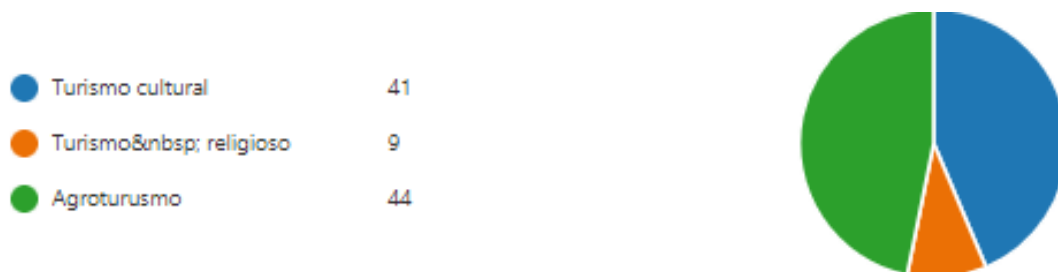 Turismo cultural 41
Turismo&nbsp; religioso 9
Agroturusmo 44